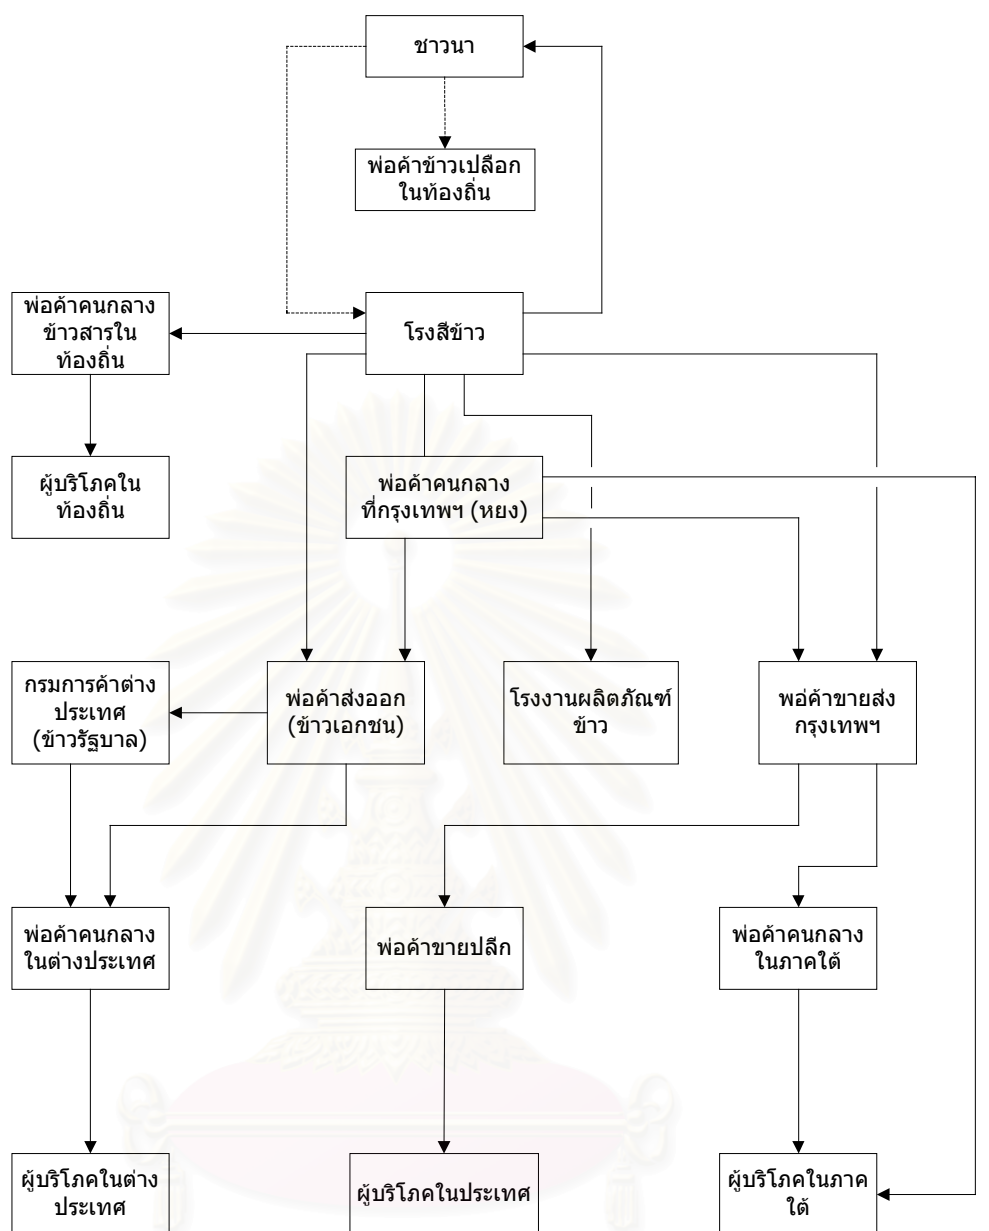 ชาวนา
พ่อค้าข้าวเปลือก
ในท้องถิ่น
พ่อค้าคนกลาง
ข้าวสารใน
ท้องถิ่น
โรงสีข้าว
ผู้บริโภคใน
ท้องถิ่น
พ่อค้าคนกลาง
ที่กรุงเทพฯ (หยง)
กรมการค้าต่าง
ประเทศ
(ข้าวรัฐบาล)
พ่อค้าส่งออก
(ข้าวเอกชน)
โรงงานผลิตภัณฑ์
ข้าว
พอ่ค้าขายส่ง
กรุงเทพฯ
พ่อค้าคนกลาง
ในต่างประเทศ
พ่อค้าขายปลีก
พ่อค้าคนกลาง
ในภาคใต้
ผู้บริโภคในต่าง
ประเทศ
ผู้บริโภคในประเทศ
ผู้บริโภคในภาค
ใต้